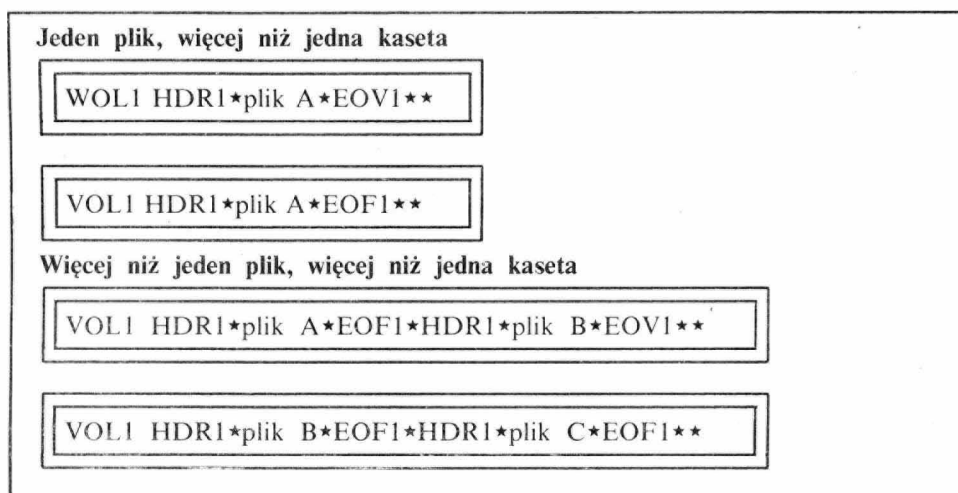 Jeden plik, więcej niż jedna kaseta
WOL1 HDR1★plik A★EOV1★★
VOL1 HDR1★plik A★EOF1★★
Więcej niż jeden plik, więcej niż jedna kaseta
VOL1 HDR1★plik A★EOF1★HDR1★plik B★EOV1★★
VOL1 HDR1★plik B★EOF1★HDR1★plik C★EOF1★★